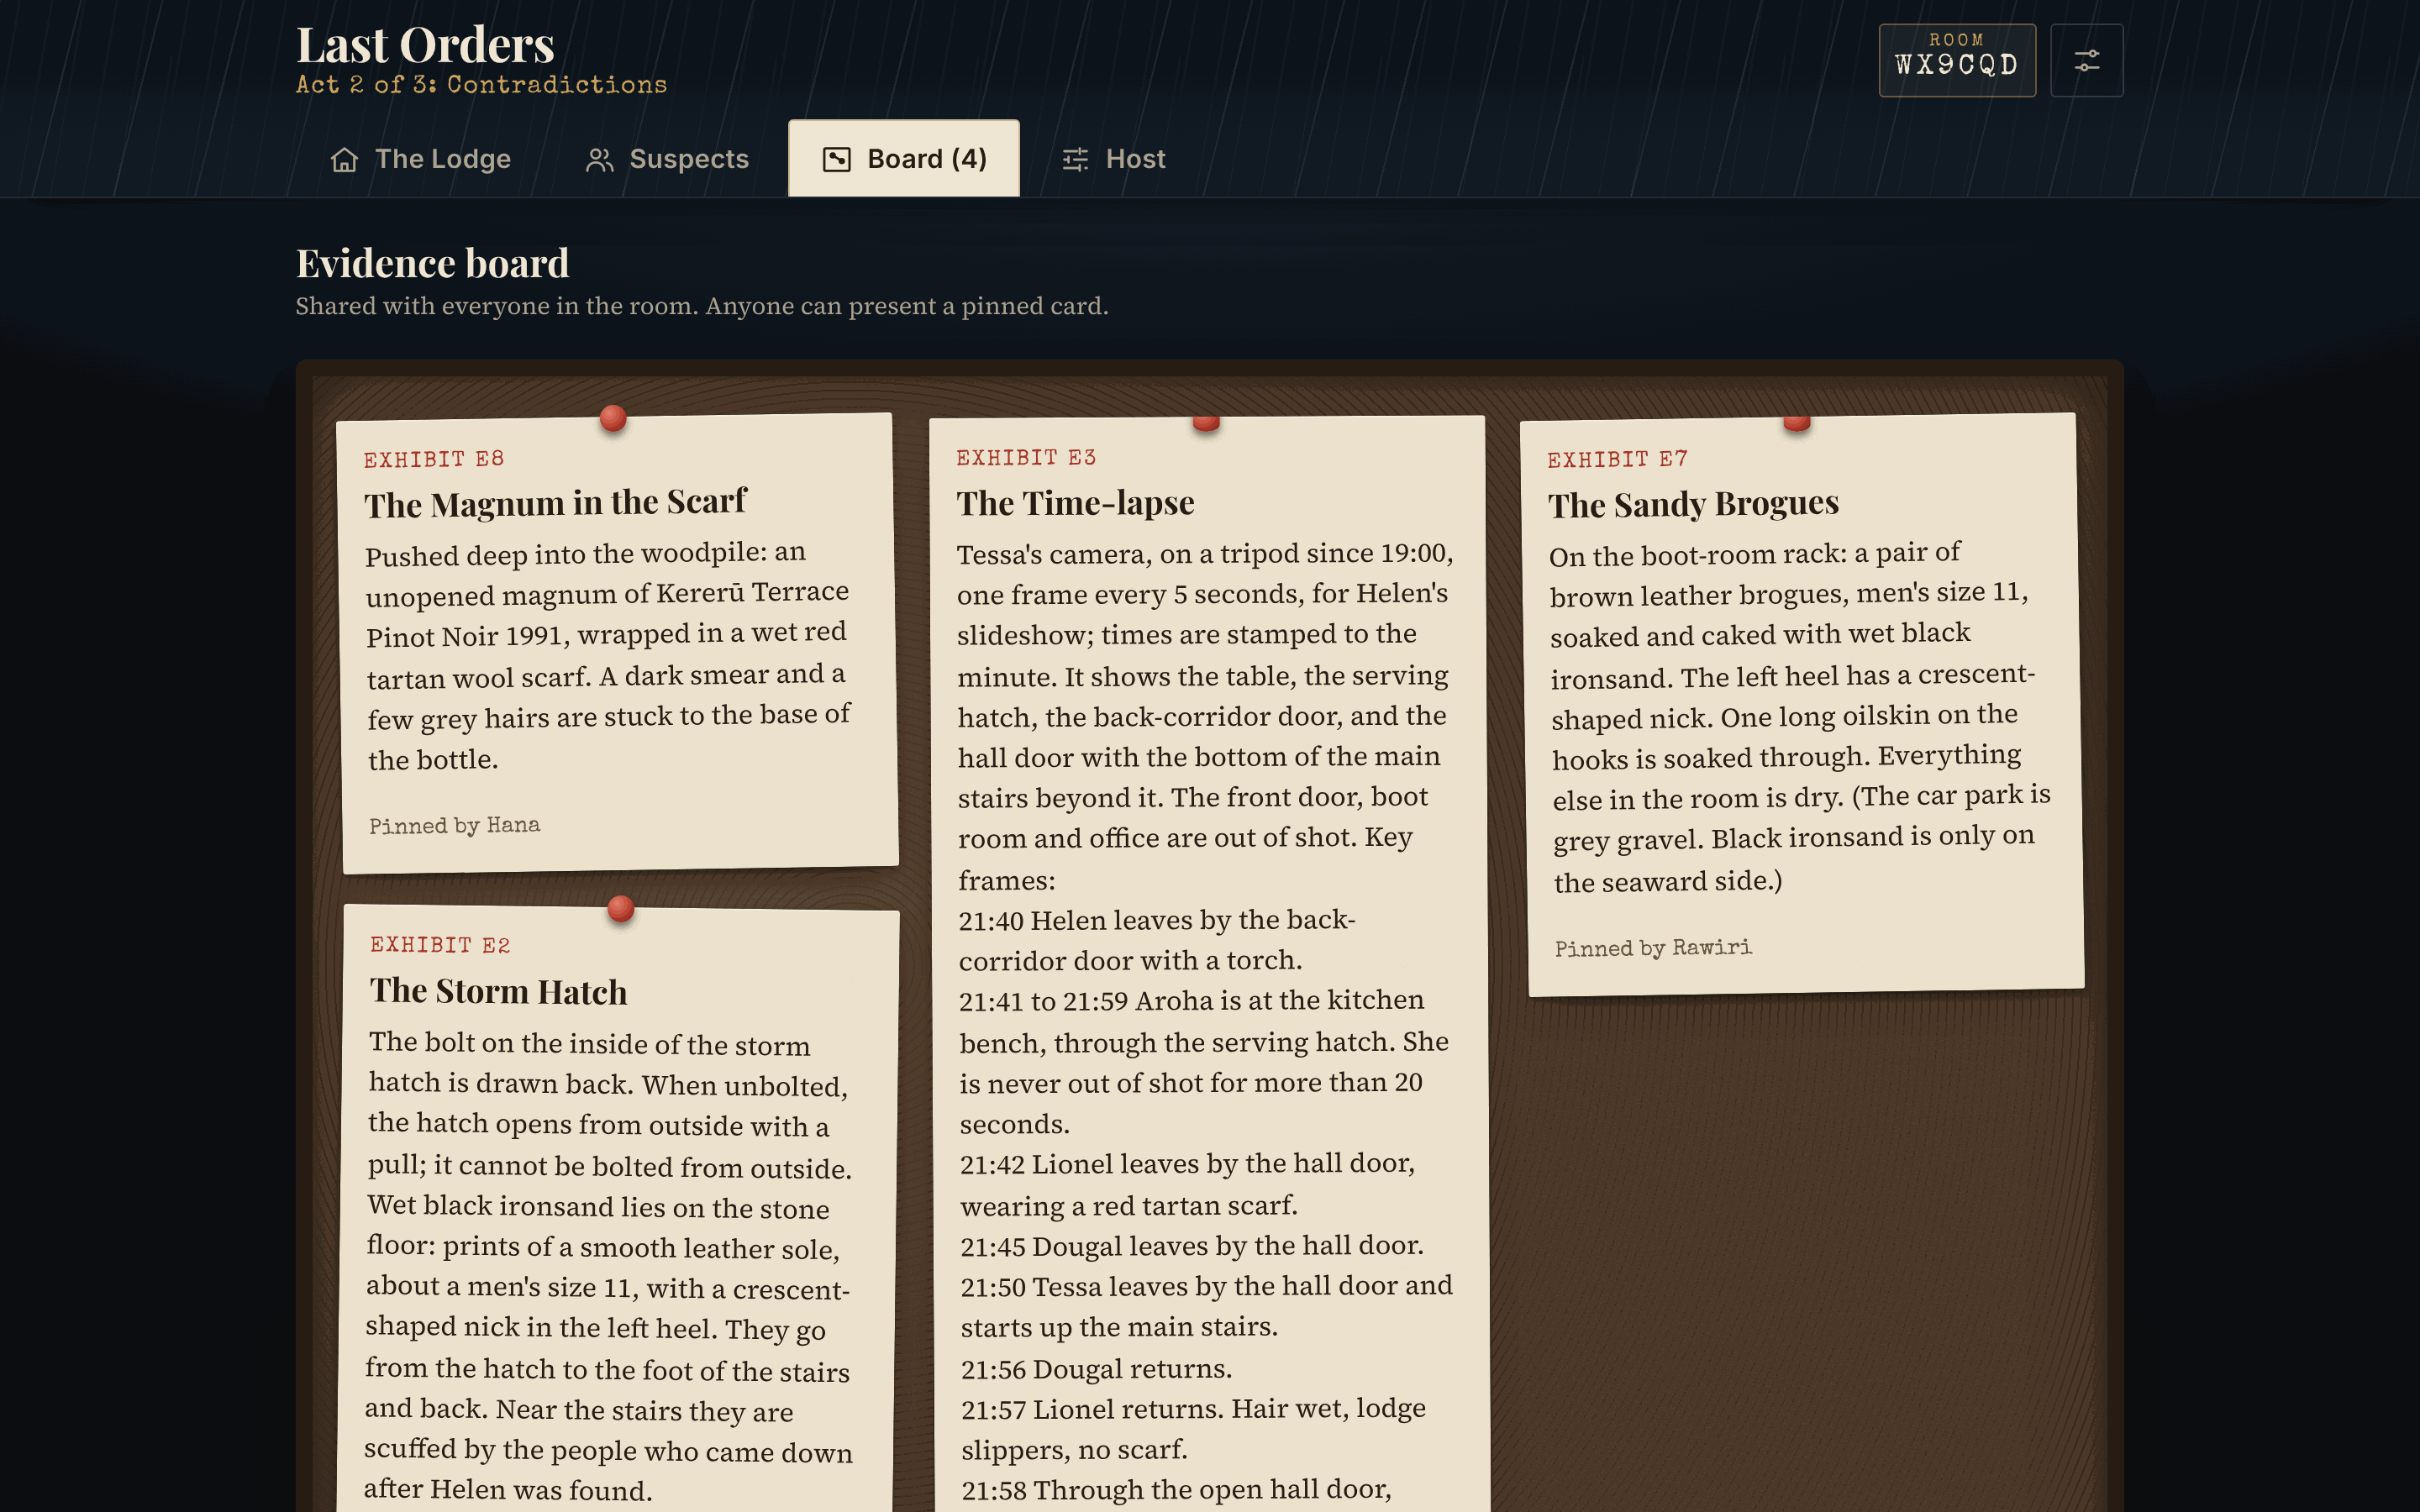 Last Orders
Act 2 of 3: Contradictions
ROOM
WX9CQD
The Lodge
Suspects
Board (4)
Host
Evidence board
Shared with everyone in the room. Anyone can present a pinned card.
EXHIBIT E8
The Magnum in the Scarf
Pushed deep into the woodpile: an
unopened magnum of Kererū Terrace
Pinot Noir 1991, wrapped in a wet red
tartan wool scarf. A dark smear and a
few grey hairs are stuck to the base of
the bottle.
Pinned by Hana
EXHIBIT E2
The Storm Hatch
The bolt on the inside of the storm
hatch is drawn back. When unbolted,
the hatch opens from outside with a
pull; it cannot be bolted from outside.
Wet black ironsand lies on the stone
floor: prints of a smooth leather sole,
about a men's size 11, with a crescent-
shaped nick in the left heel. They go
from the hatch to the foot of the stairs
and back. Near the stairs they are
scuffed by the people who came down
after Helen was found.
EXHIBIT E3
The Time-lapse
Tessa's camera, on a tripod since 19:00,
one frame every 5 seconds, for Helen's
slideshow; times are stamped to the
minute. It shows the table, the serving
hatch, the back-corridor door, and the
hall door with the bottom of the main
stairs beyond it. The front door, boot
room and office are out of shot. Key
frames:
21:40 Helen leaves by the back-
corridor door with a torch.
21:41 to 21:59 Aroha is at the kitchen
bench, through the serving hatch. She
is never out of shot for more than 20
seconds.
21:42 Lionel leaves by the hall door,
wearing a red tartan scarf.
21:45 Dougal leaves by the hall door.
21:50 Tessa leaves by the hall door and
starts up the main stairs.
21:56 Dougal returns.
21:57 Lionel returns. Hair wet, lodge
slippers, no scarf.
21:58 Through the open hall door,
EXHIBIT E7
The Sandy Brogues
On the boot-room rack: a pair of
brown leather brogues, men's size 11,
soaked and caked with wet black
ironsand. The left heel has a crescent-
shaped nick. One long oilskin on the
hooks is soaked through. Everything
else in the room is dry. (The car park is
grey gravel. Black ironsand is only on
the seaward side.)
Pinned by Rawiri